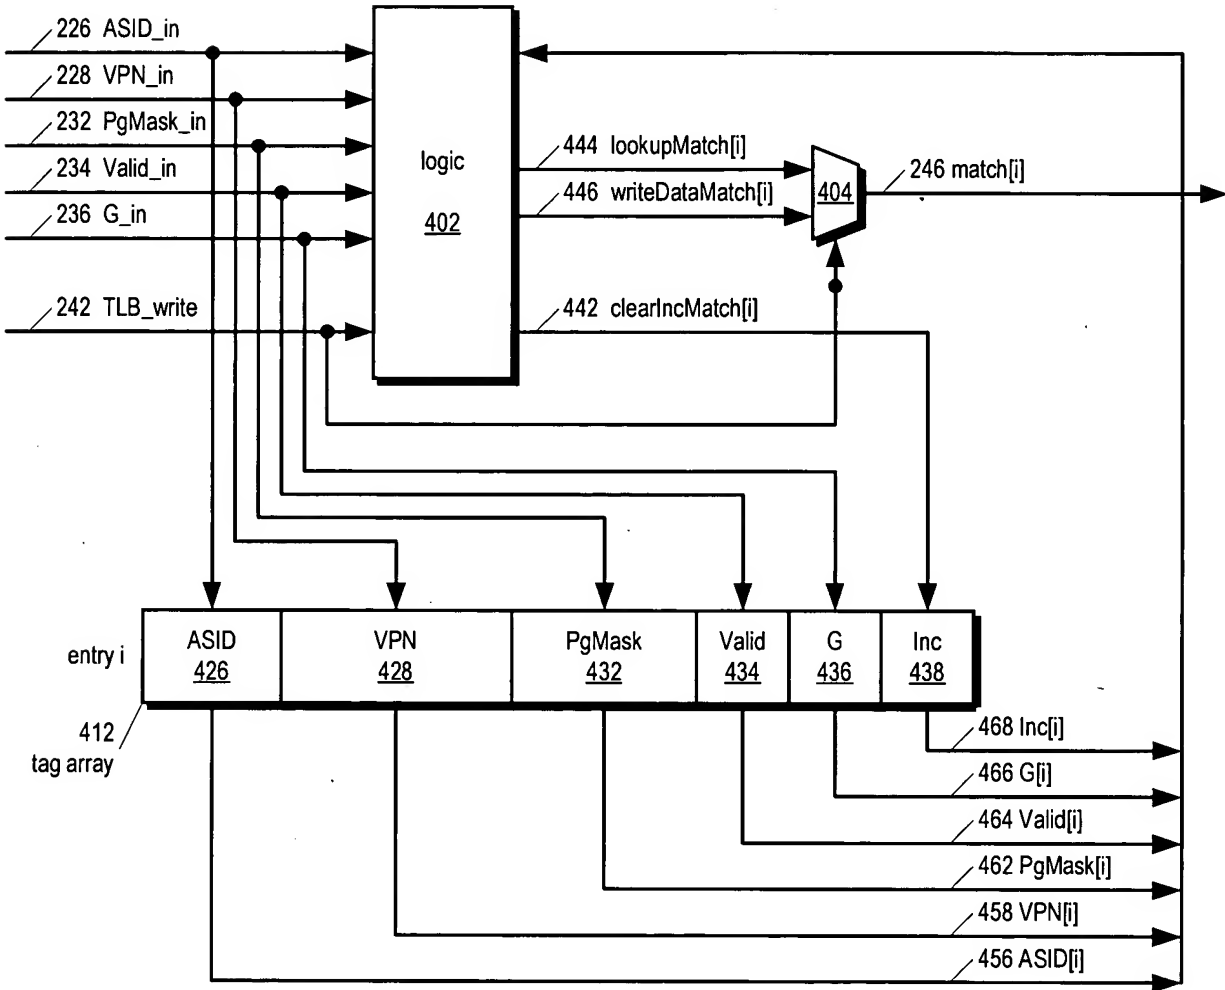 226 ASID_in
228 VPN_in
232 PgMask_in
234 Valid_in
236 G_in
242 TLB_write
logic
402
444 lookupMatch[i]
446 writeDataMatch[i]
404
246 match[i]
442 clearIncMatch[i]
entry i
ASID
426
VPN
428
PgMask
432
Valid
434
G
436
Inc
438
412
tag array
468 Inc[i]
466 G[i]
464 Valid[i]
462 PgMask[i]
458 VPN[i]
456 ASID[i]